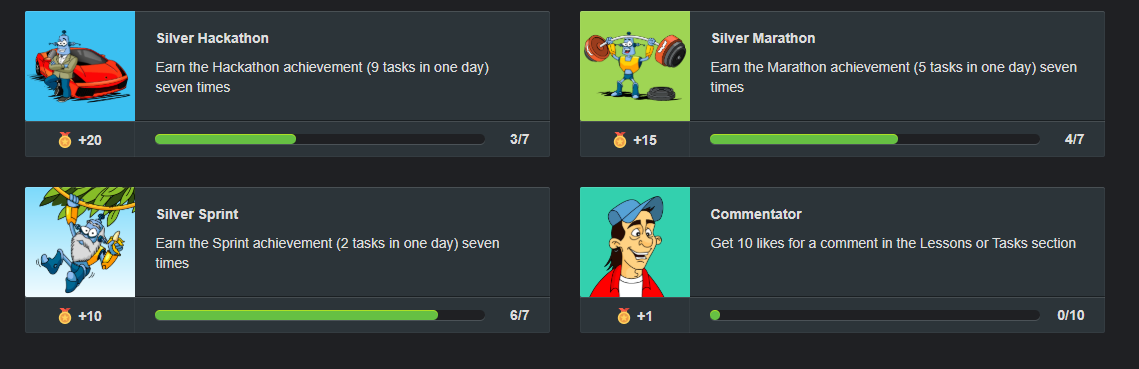 Silver Hackathon
Earn the Hackathon achievement (9 tasks in one day)
seven times
+20
3/7
Silver Marathon
Earn the Marathon achievement (5 tasks in one day) seven
times
+15
4/7
Silver Sprint
Earn the Sprint achievement (2 tasks in one day) seven
times
+10
6/7
Commentator
Get 10 likes for a comment in the Lessons or Tasks section
+1
0/10